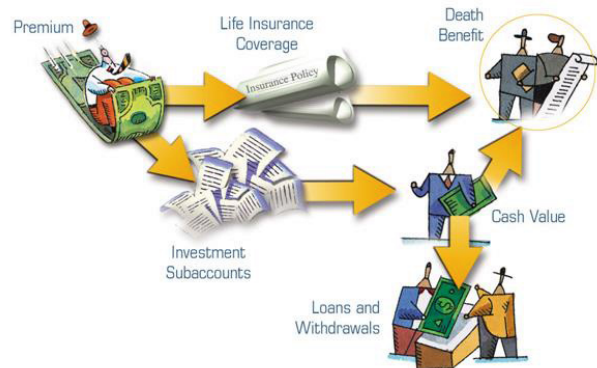 Premium
Life Insurance
Coverage
Death
Benefit
Insurance Policy
Investment
Subaccounts
Cash Value
Loans and
Withdrawals